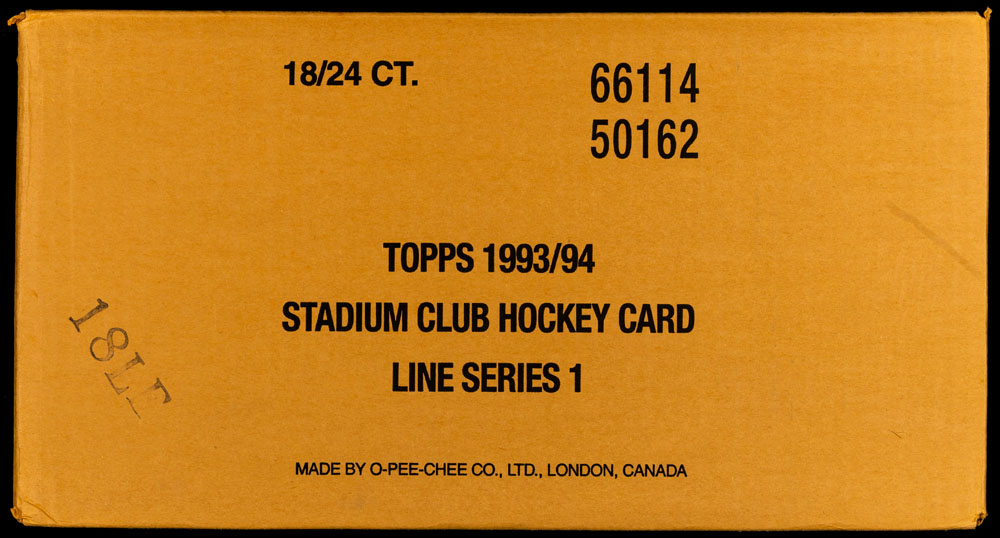 18/24 CT.
66114
50162
TOPPS 1993/94
STADIUM CLUB HOCKEY CARD
LINE SERIES 1
MADE BY O-PEE-CHEE CO., LTD., LONDON, CANADA